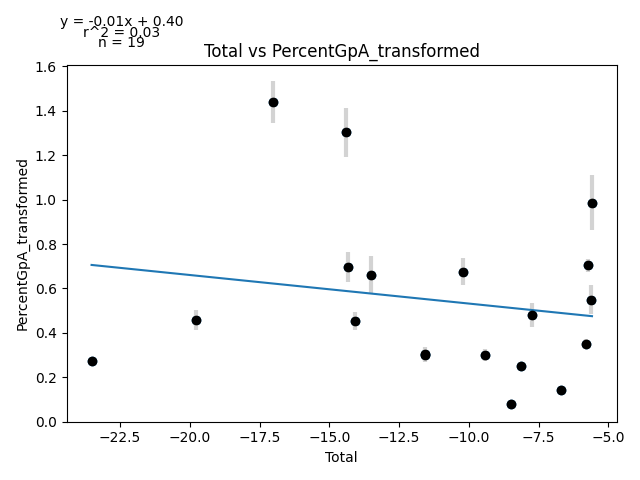 y = -0.01x + 0.40
r^2 = 0.03
n = 19
Total vs PercentGpA_transformed
1.6
1.4
1.2
1.0
0.8
0.6
0.4
0.2
0.0
PercentGpA_transformed
−22.5 −20.0 −17.5 −15.0 −12.5 −10.0 −7.5 −5.0
Total